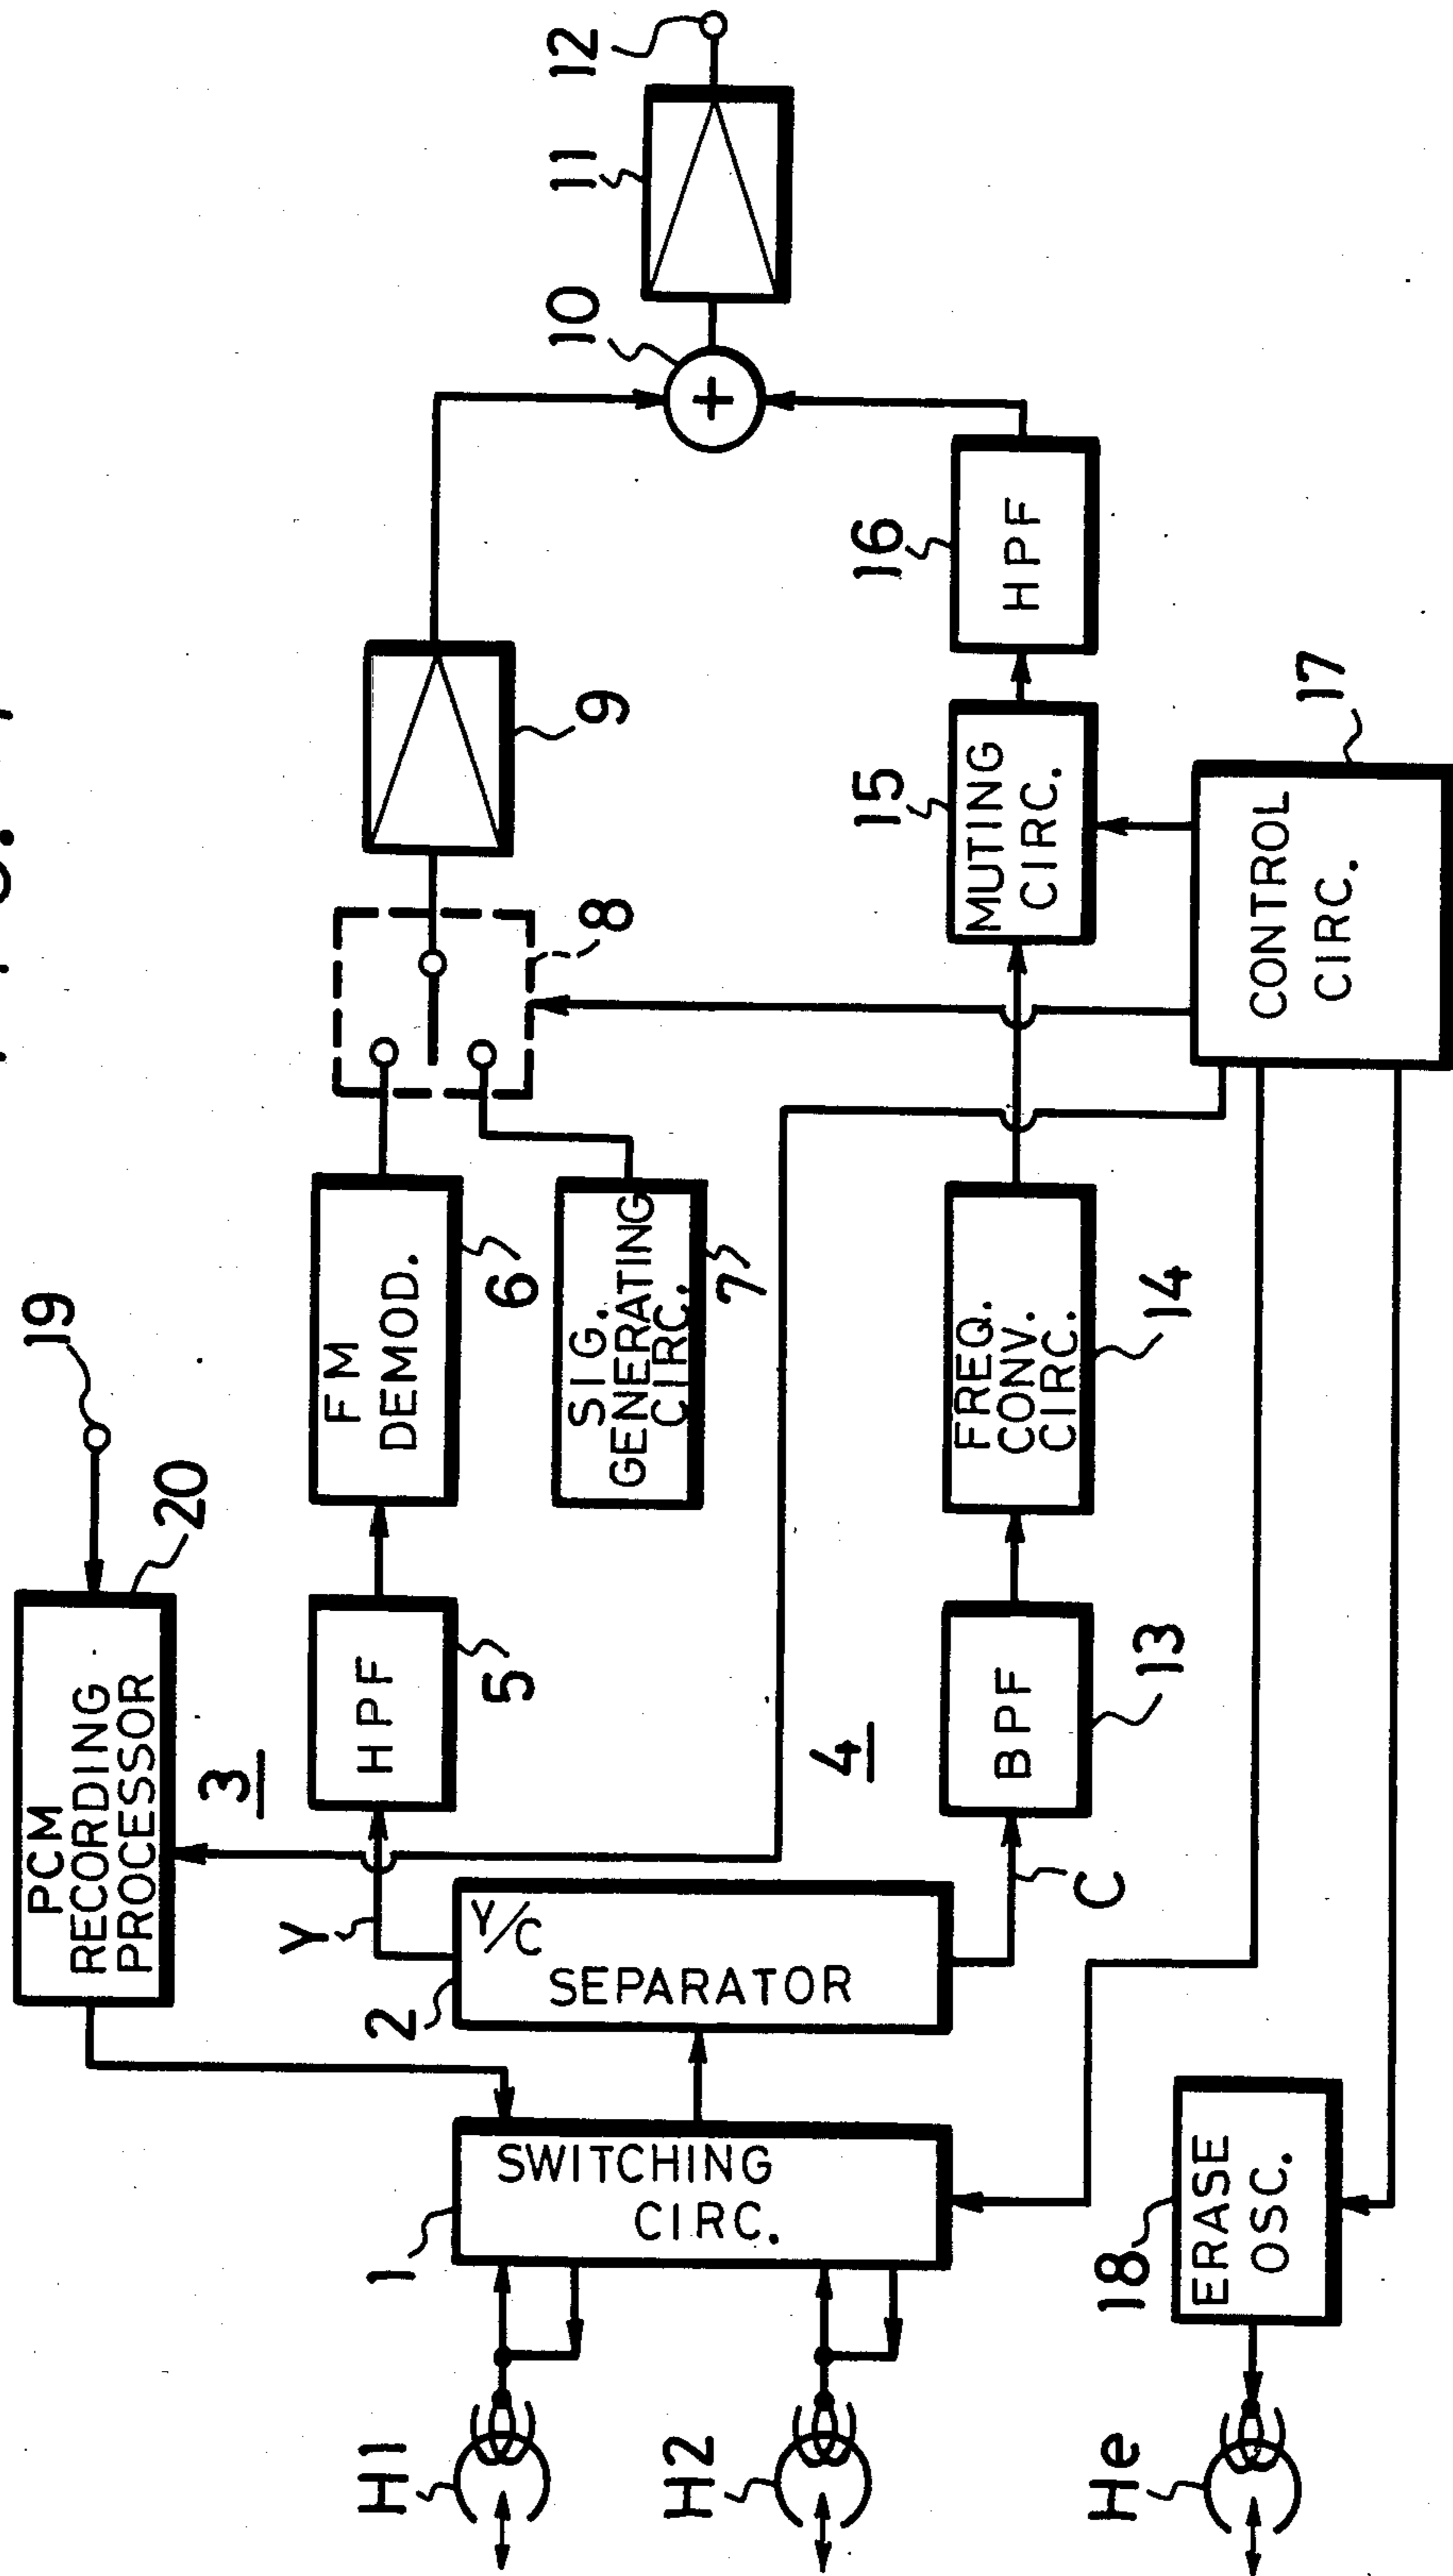 19
20
PCM
RECORDING
PROCESSOR
3
H1
H2
He
1
SWITCHING
CIRC.
2
Y/C
SEPARATOR
Y
C
HPF
5
FM
DEMOD.
6
SIG.
GENERATING
CIRC.
7
8
9
10
+
11
12
4
BPF
13
FREQ.
CONV.
CIRC.
14
15
MUTING
CIRC.
16
HPF
CONTROL
CIRC.
17
18
ERASE
OSC.